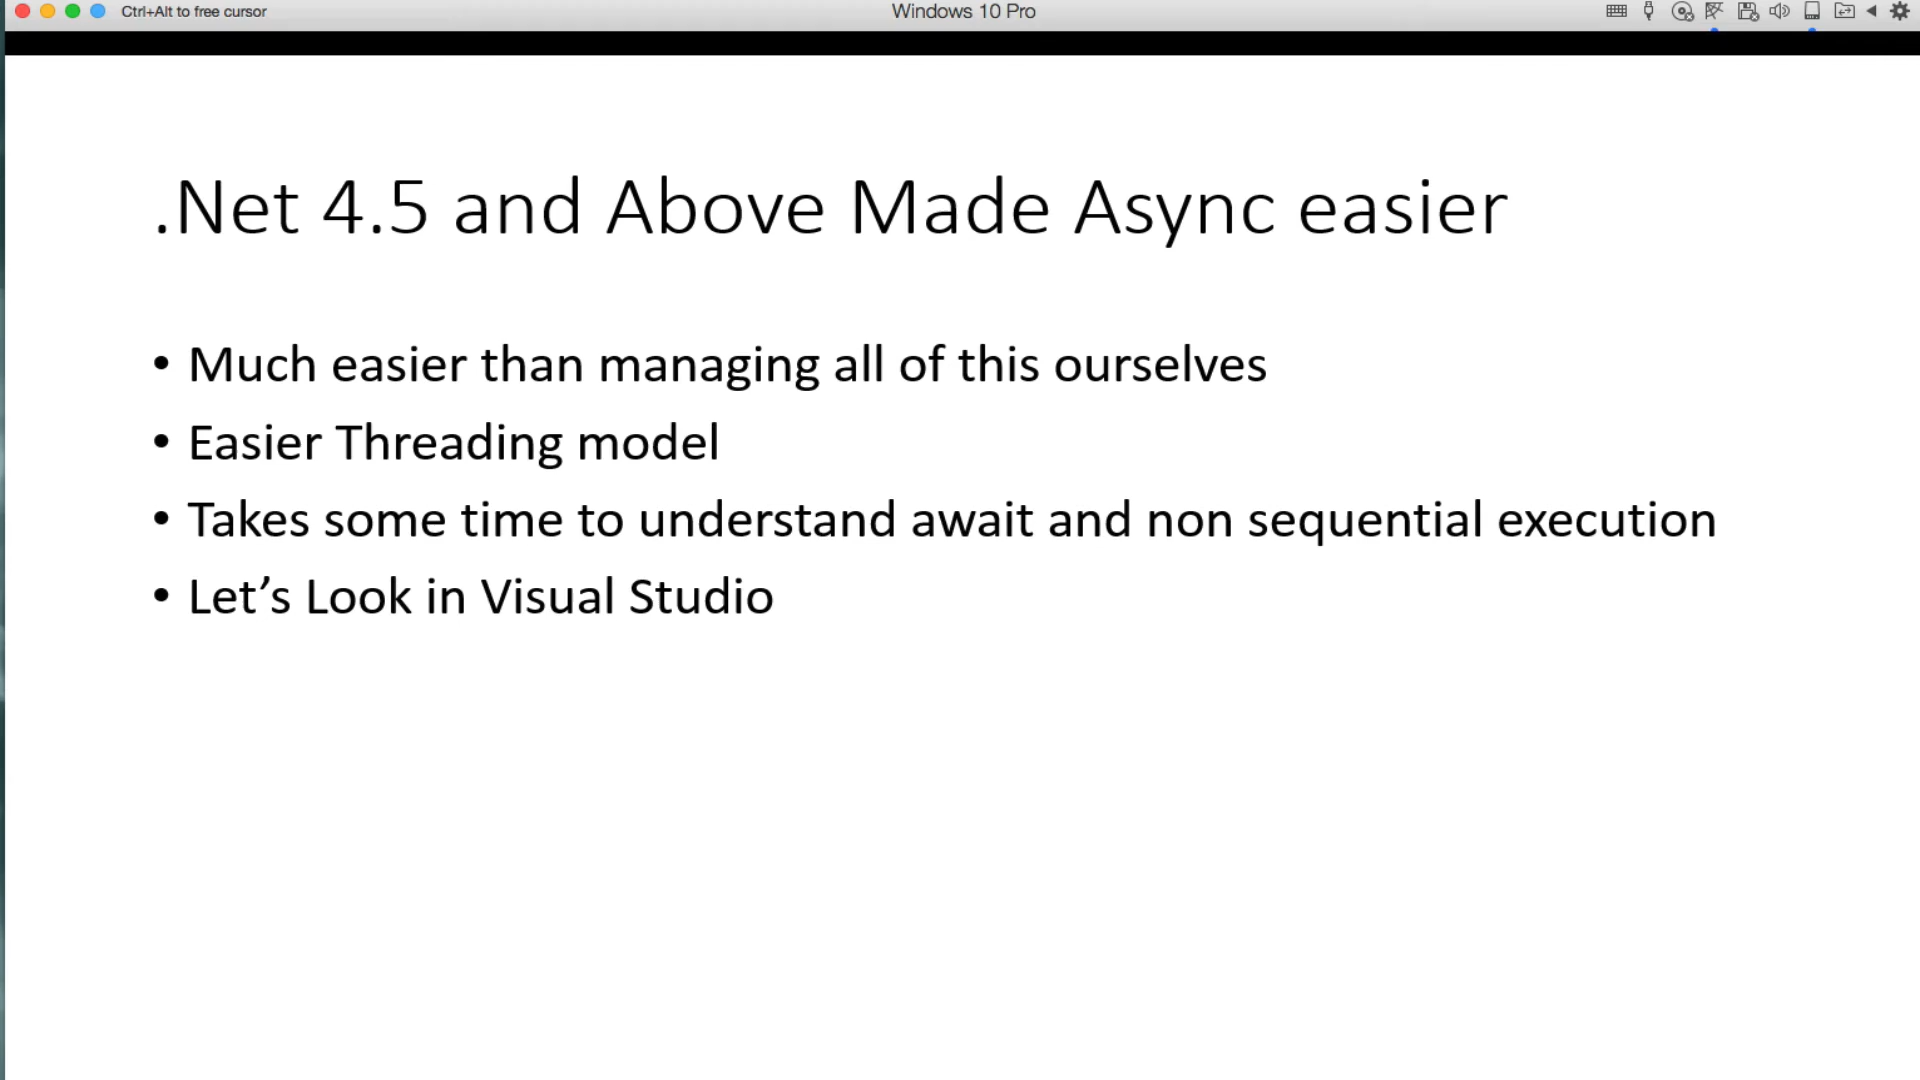 Ctrl+Alt to free cursor
Windows 10 Pro
.Net 4.5 and Above Made Async easier
• Much easier than managing all of this ourselves
• Easier Threading model
• Takes some time to understand await and non sequential execution
• Let’s Look in Visual Studio